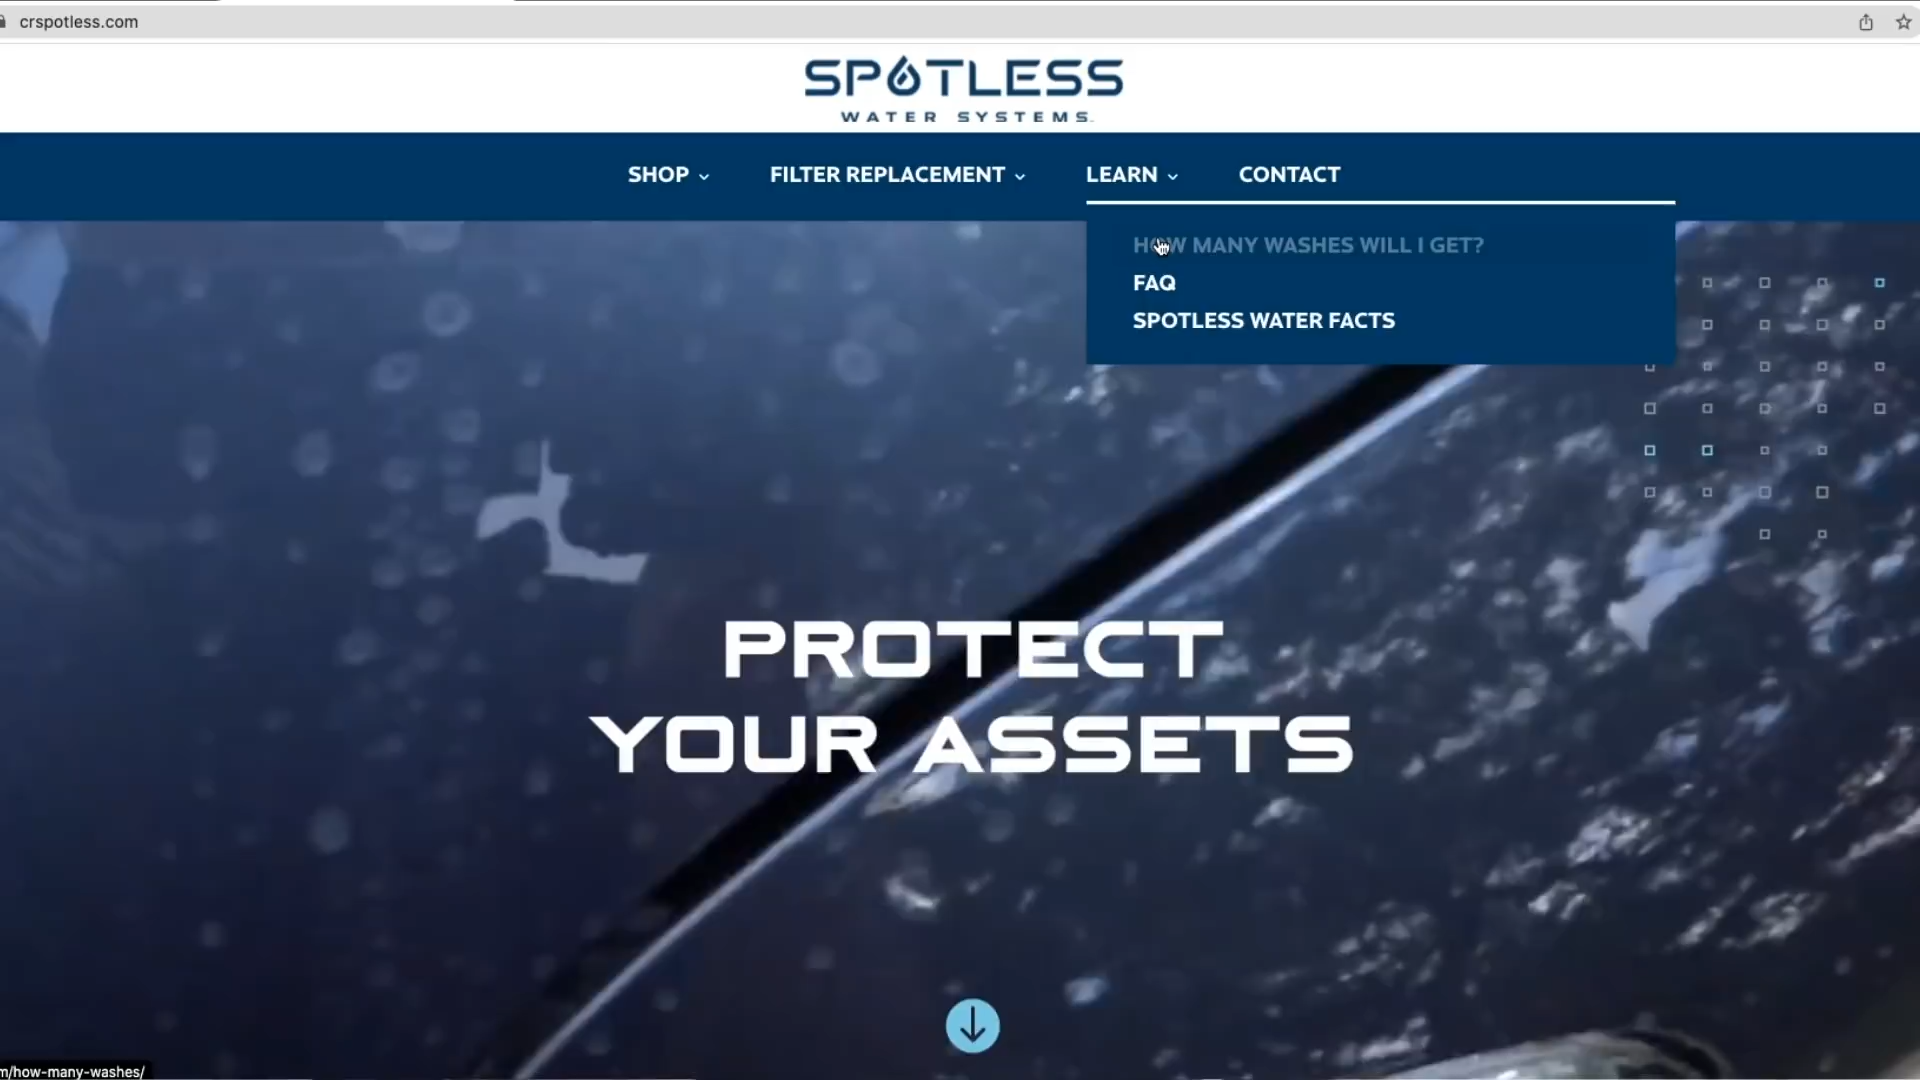 crspotless.com
SPOTLESS
WATER SYSTEMS
SHOP
FILTER REPLACEMENT
LEARN
CONTACT
HOW MANY WASHES WILL I GET?
FAQ
SPOTLESS WATER FACTS
PROTECT
YOUR ASSETS
m/how-many-washes/